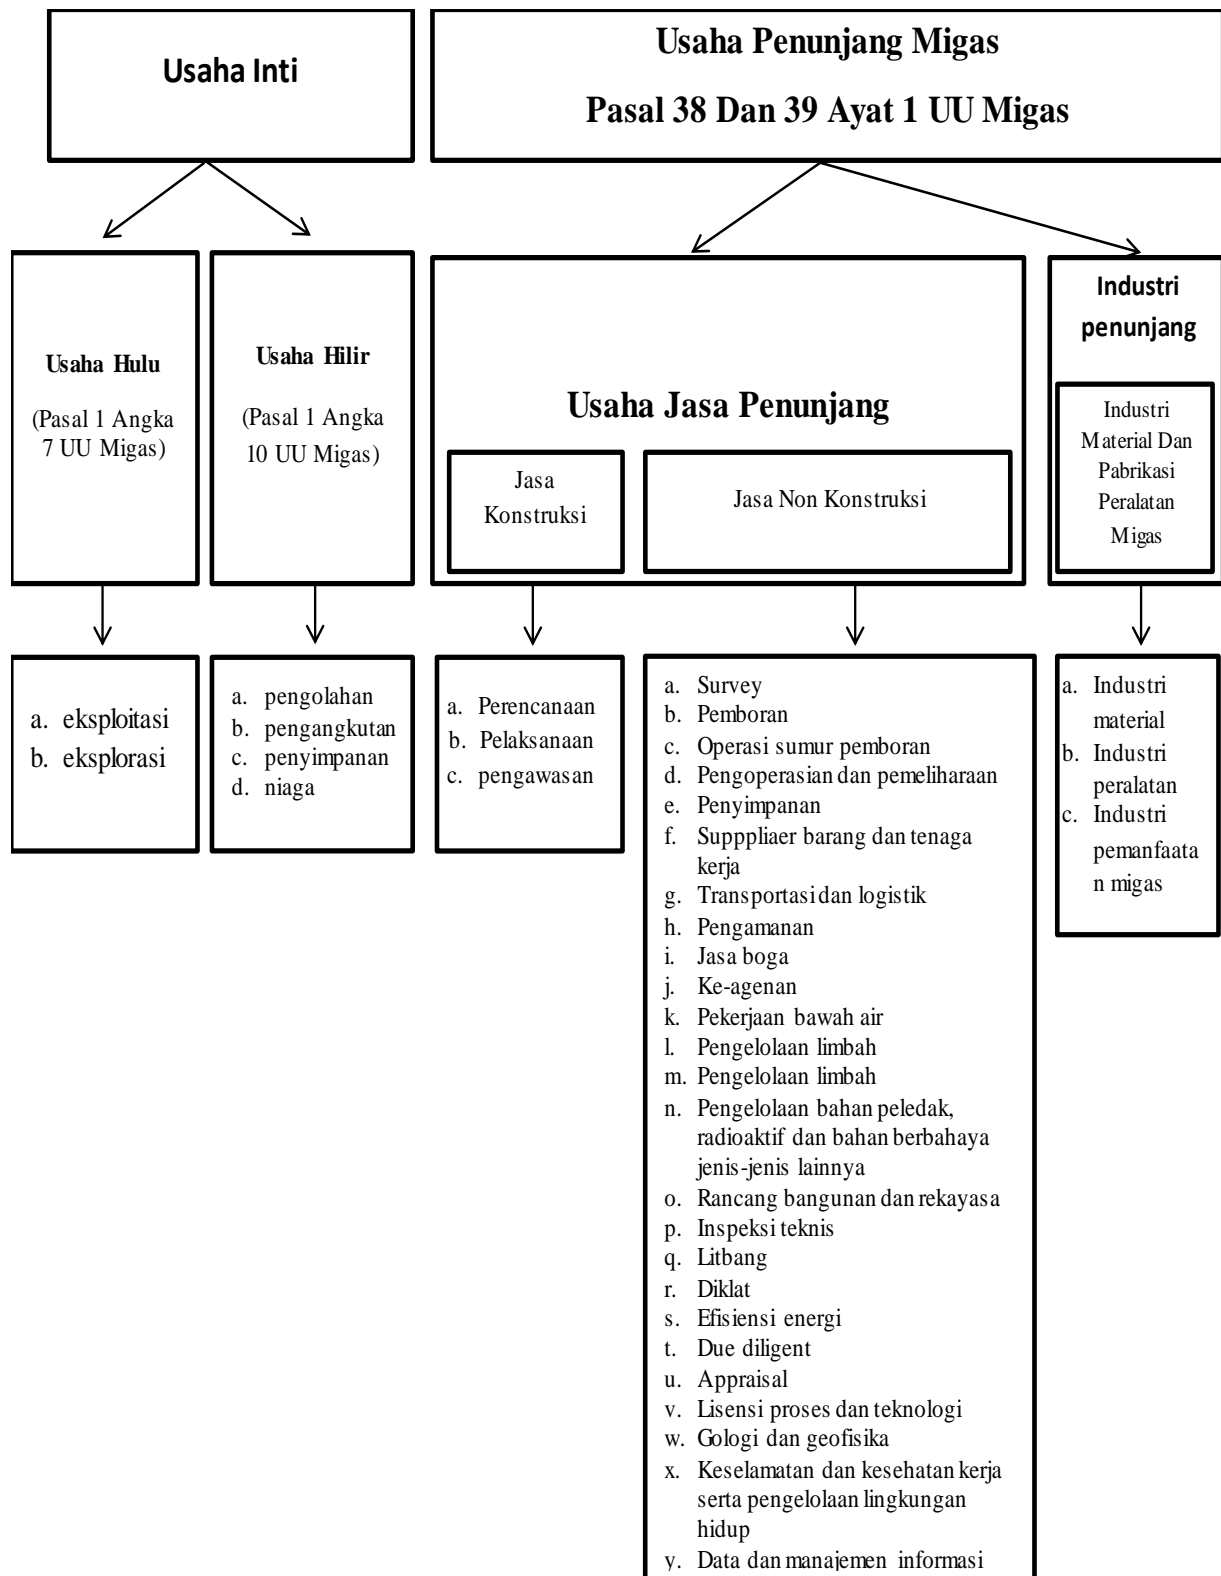 Usaha Inti
Usaha Penunjang Migas
Pasal 38 Dan 39 Ayat 1 UU Migas
Usaha Hulu
(Pasal 1 Angka
7 UU Migas)
Usaha Hilir
(Pasal 1 Angka
10 UU Migas)
Usaha Jasa Penunjang
Jasa
Konstruksi
Jasa Non Konstruksi
Industri
penunjang
Industri
Material Dan
Pabrikasi
Peralatan
Migas
a. eksploitasi
b. eksplorasi
a. pengolahan
b. pengangkutan
c. penyimpanan
d. niaga
a. Perencanaan
b. Pelaksanaan
c. pengawasan
a. Survey
b. Pemboran
c. Operasi sumur pemboran
d. Pengoperasian dan pemeliharaan
e. Penyimpanan
f. Supppliaer barang dan tenaga
kerja
g. Transportasi dan logistik
h. Pengamanan
i. Jasa boga
j. Ke-agenan
k. Pekerjaan bawah air
l. Pengelolaan limbah
m. Pengelolaan limbah
n. Pengelolaan bahan peledak,
radioaktif dan bahan berbahaya
jenis-jenis lainnya
o. Rancang bangunan dan rekayasa
p. Inspeksi teknis
q. Litbang
r. Diklat
s. Efisiensi energi
t. Due diligent
u. Appraisal
v. Lisensi proses dan teknologi
w. Gologi dan geofisika
x. Keselamatan dan kesehatan kerja
serta pengelolaan lingkungan
hidup
y. Data dan manajemen informasi
a. Industri
material
b. Industri
peralatan
c. Industri
pemanfaata
n migas